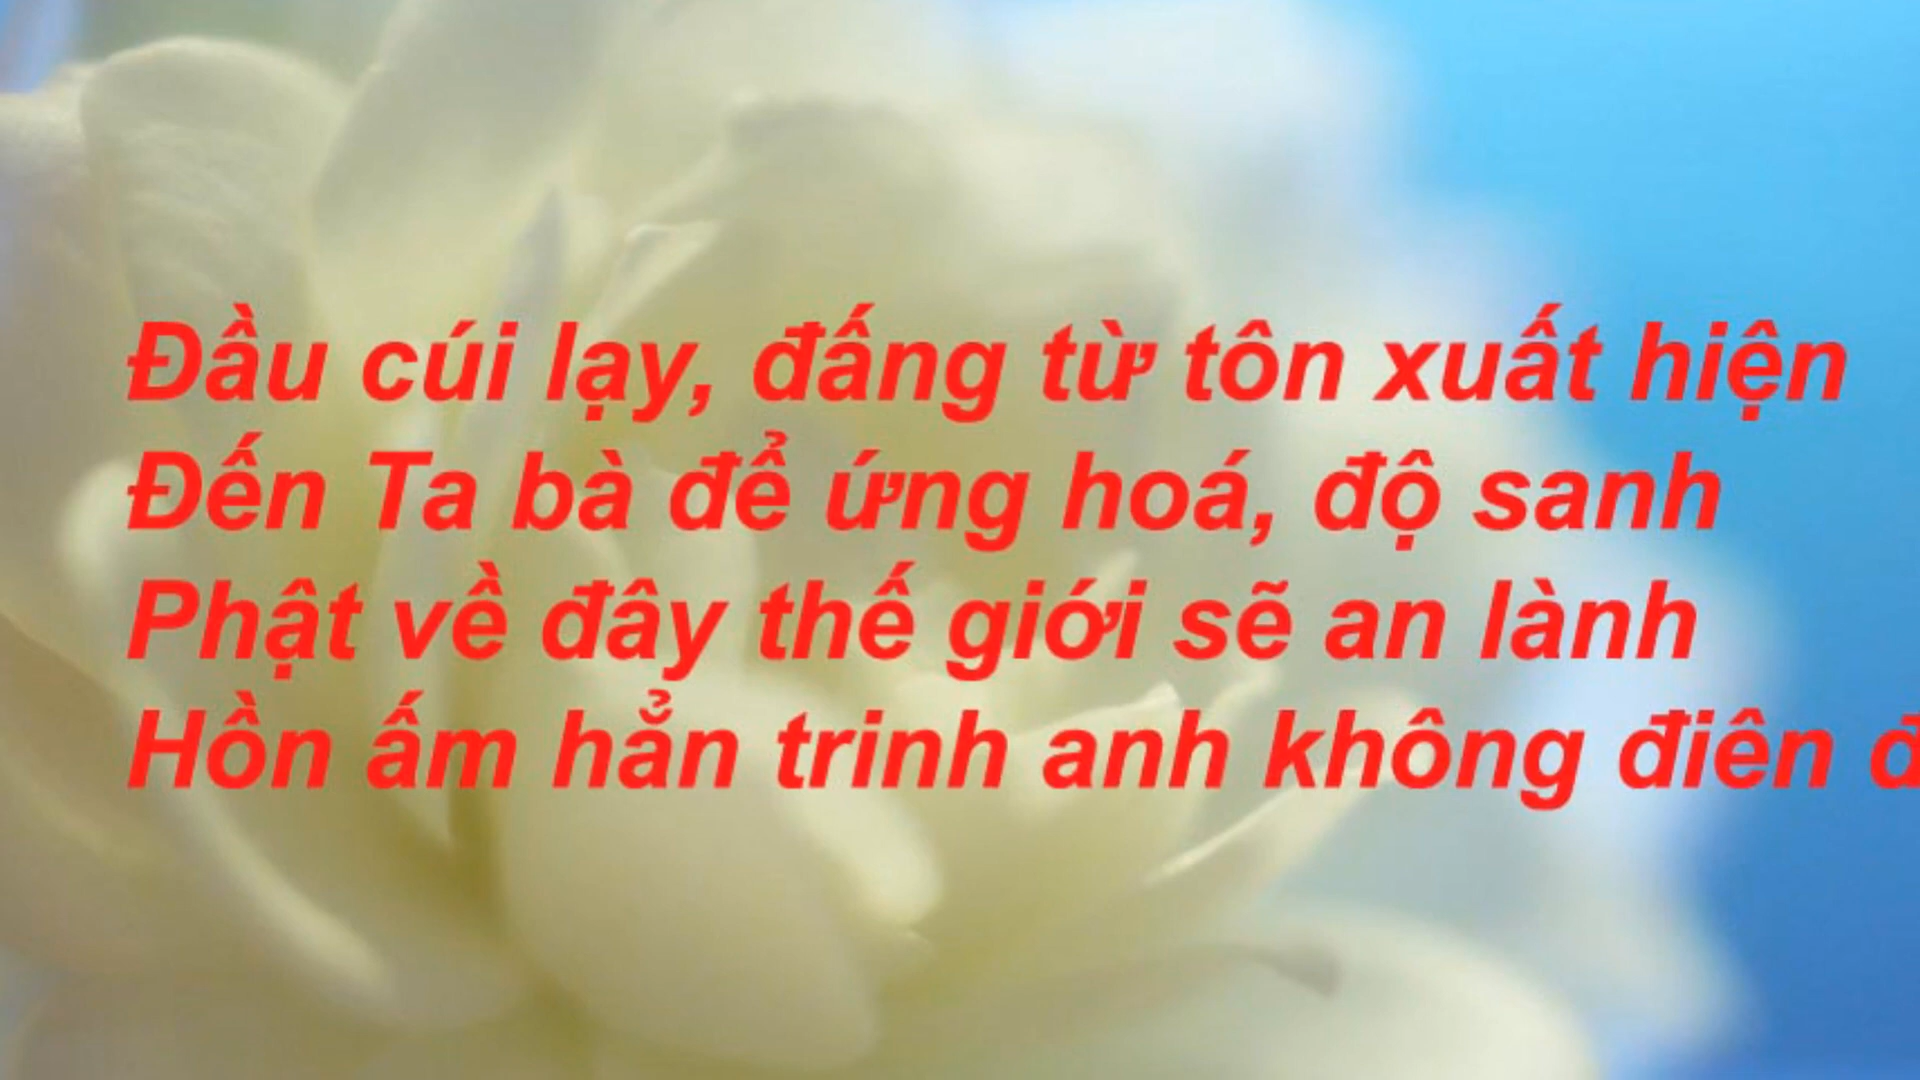 Đầu cúi lạy, đấng từ tôn xuất hiện
Đến Ta bà để ứng hoá, độ sanh
Phật về đây thế giới sẽ an lành
Hồn ấm hẳn trinh anh không điên